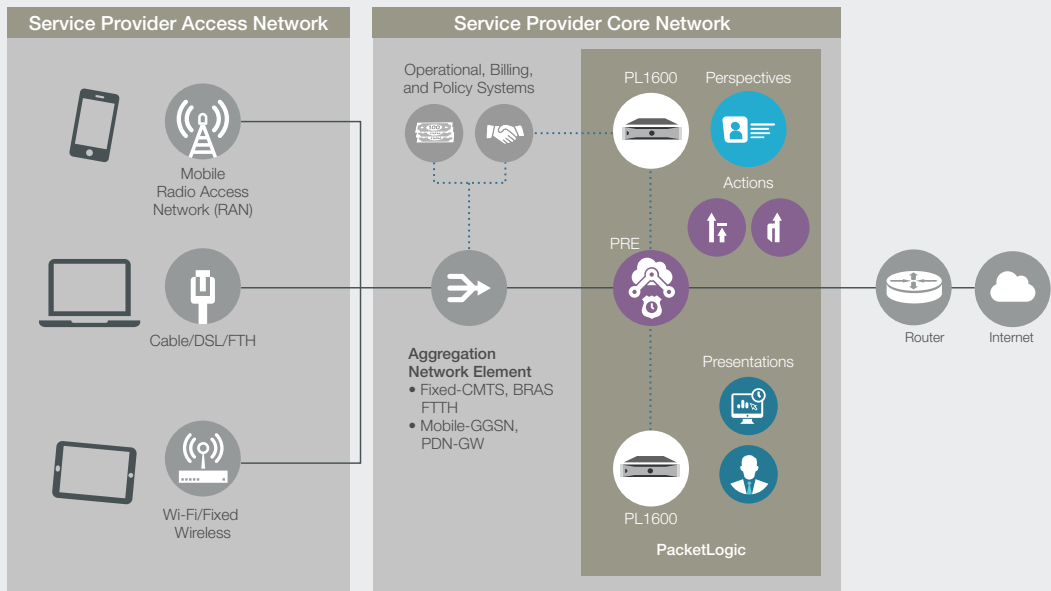 Service Provider Access Network
Mobile
Radio Access
Network (RAN)
Cable/DSL/FTH
Wi-Fi/Fixed
Wireless
Service Provider Core Network
Operational, Billing,
and Policy Systems
100
Aggregation
Network Element
• Fixed-CMTS, BRAS
FTTH
• Mobile-GGSN,
PDN-GW
PL1600
Perspectives
Actions
PRE
Presentations
PL1600
PacketLogic
Router
Internet